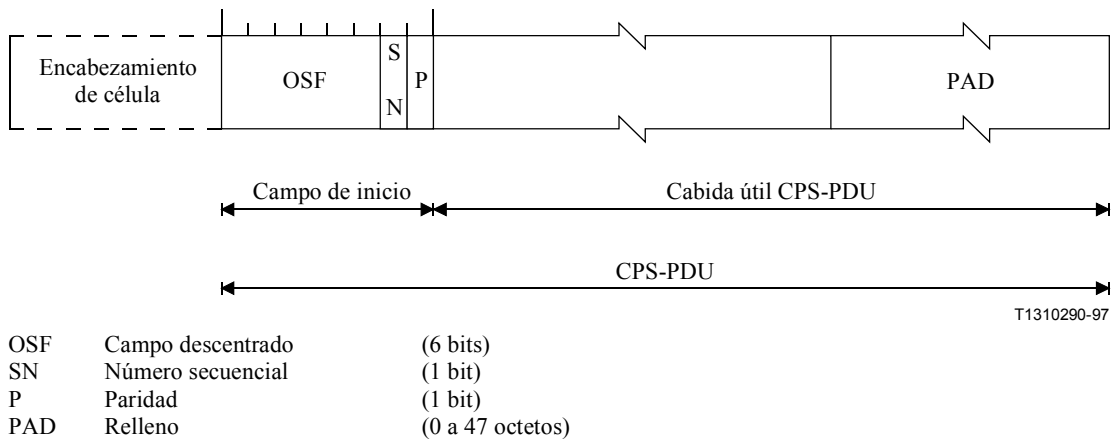 Encabezamiento
de célula
OSF
S
N
P
PAD
Campo de inicio
Cabida útil CPS-PDU
CPS-PDU
T1310290-97
OSF Campo descentrado (6 bits)
SN Número secuencial (1 bit)
P Paridad (1 bit)
PAD Relleno (0 a 47 octetos)